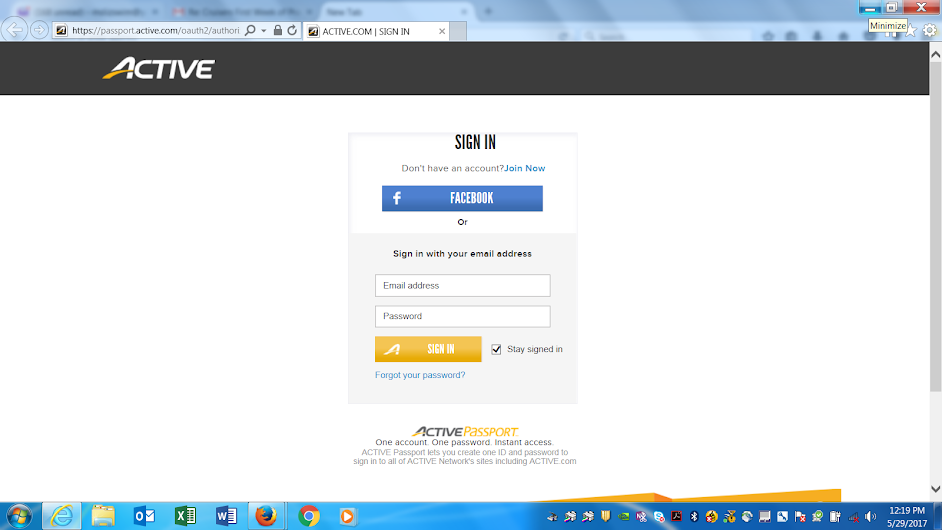 New Tab
https://passport.active.com/oauth2/authori
ACTIVE.COM | SIGN IN
Search
Minimize
ACTIVE
SIGN IN
Don't have an account? Join Now
FACEBOOK
Or
Sign in with your email address
Email address
Password
SIGN IN
Stay signed in
Forgot your password?
ACTIVEPASSPORT
One account. One password. Instant access.
ACTIVE Passport lets you create one ID and password to
sign in to all of ACTIVE Network's sites including ACTIVE.com
12:19 PM
5/29/2017